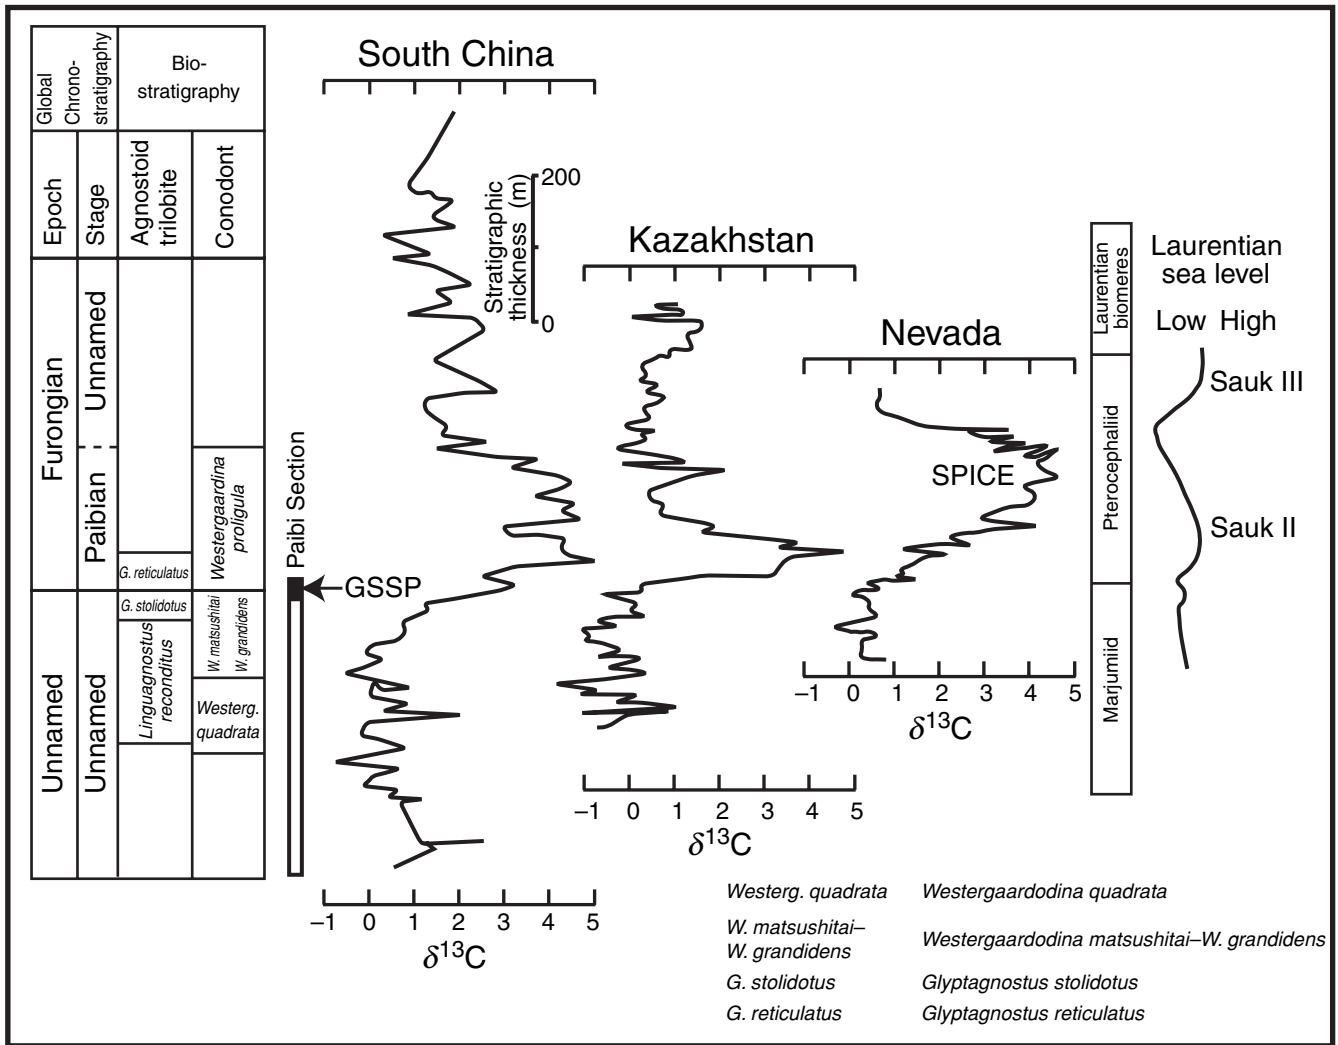 Global
Chrono-
stratigraphy
Bio-
stratigraphy
Epoch
Stage
Agnostoid
trilobite
Conodont
Furongian
Unnamed
Unnamed
Paibian
Unnamed
G. reticulatus
G. stolidotus
Linguagnostus
reconditus
Westergaardina
proligula
W. matsushitai
W. grandidens
Westerg.
quadrata
Paibi Section
GSSP
South China
–1 0 1 2 3 4 5
δ13C
Stratigraphic
thickness (m)
200
0
Kazakhstan
–1 0 1 2 3 4 5
δ13C
Nevada
SPICE
–1 0 1 2 3 4 5
δ13C
Laurentian
biomeres
Pterocephaliid
Marjumiid
Laurentian
sea level
Low High
Sauk III
Sauk II
Westerg. quadrata Westergaardodina quadrata
W. matsushitai–
W. grandidens Westergaardodina matsushitai–W. grandidens
G. stolidotus Glyptagnostus stolidotus
G. reticulatus Glyptagnostus reticulatus